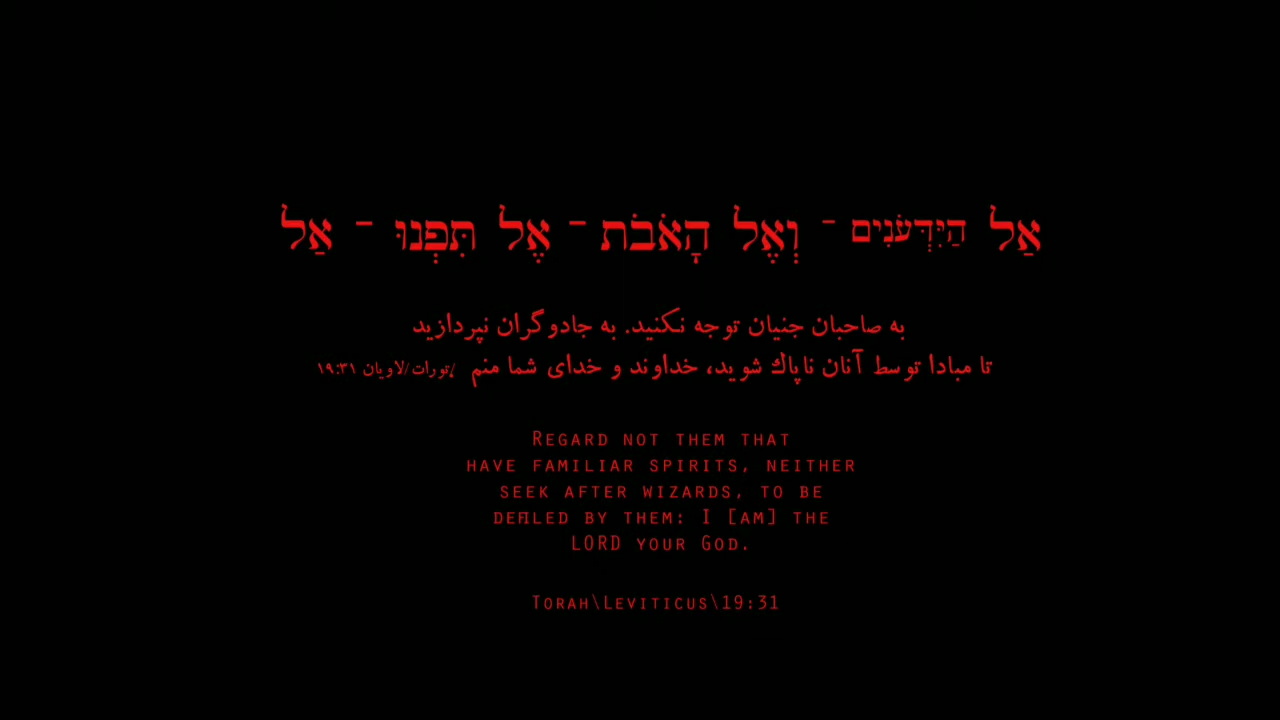 אַל הַיִּדְּעֹנִים - וְאֶל הָאֹבֹת - אֶל תִּפְנוּ - אַל
به صاحبان جنیان توجه نکنید. به جادوگران نپردازید
تا مبادا توسط آنان ناپاك شوید، خداوند و خدای شما منم /تورات/لاویان ۱۹:۳۱
Regard not them that
have familiar spirits, neither
seek after wizards, to be
defiled by them: I [am] the
LORD your God.
Torah\Leviticus\19:31